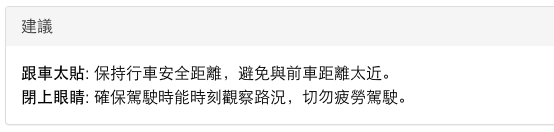 建議
跟車太貼: 保持行車安全距離，避免與前車距離太近。
閉上眼睛: 確保駕駛時能時刻觀察路況，切勿疲勞駕駛。